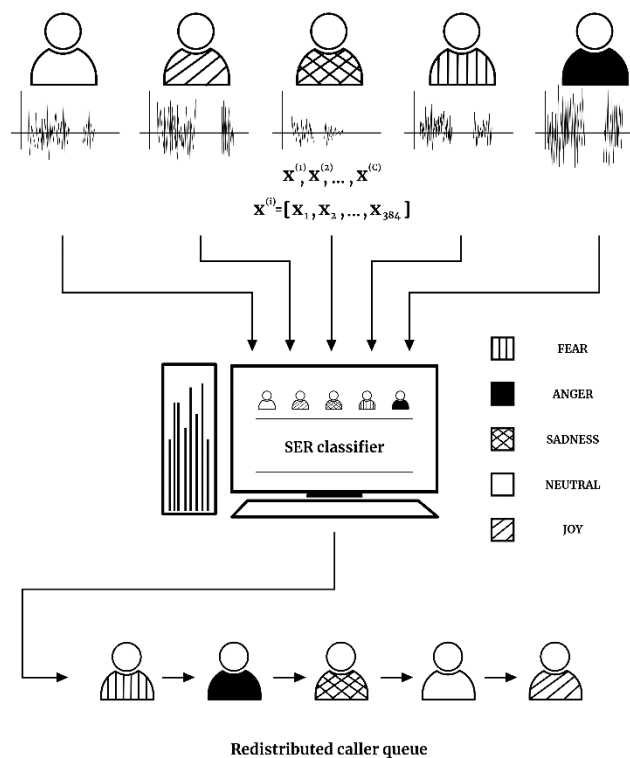 x⁽¹⁾, x⁽²⁾, ..., x⁽ᶜ⁾
x⁽ⁱ⁾=[x₁, x₂, ..., x₃₈₄]
FEAR
ANGER
SER classifier
SADNESS
NEUTRAL
JOY
Redistributed caller queue